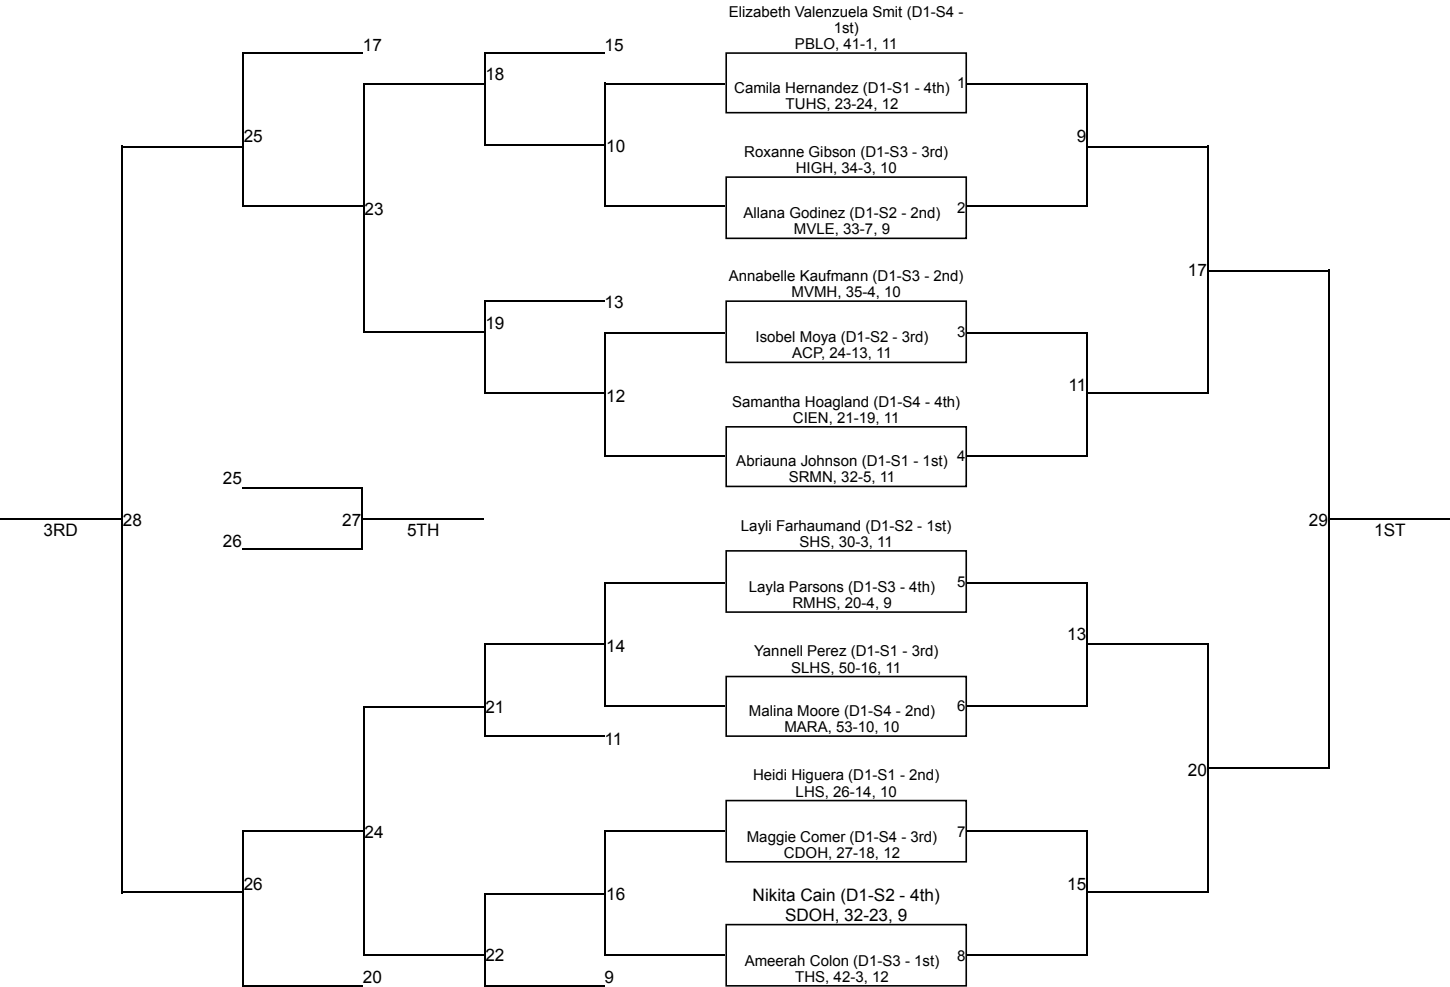 Elizabeth Valenzuela Smit (D1-S4 -
1st)
PBLO, 41-1, 11
17
15
18
Camila Hernandez (D1-S1 - 4th) 1
TUHS, 23-24, 12
25
10
9
Roxanne Gibson (D1-S3 - 3rd)
HIGH, 34-3, 10
23
Allana Godinez (D1-S2 - 2nd) 2
MVLE, 33-7, 9
17
Annabelle Kaufmann (D1-S3 - 2nd)
MVMH, 35-4, 10
13
19
Isobel Moya (D1-S2 - 3rd) 3
ACP, 24-13, 11
12
11
Samantha Hoagland (D1-S4 - 4th)
CIEN, 21-19, 11
Abriauna Johnson (D1-S1 - 1st) 4
SRMN, 32-5, 11
25
28
3RD
27
5TH
26
29
1ST
Layli Farhaumand (D1-S2 - 1st)
SHS, 30-3, 11
Layla Parsons (D1-S3 - 4th) 5
RMHS, 20-4, 9
14
13
Yannell Perez (D1-S1 - 3rd)
SLHS, 50-16, 11
21
Malina Moore (D1-S4 - 2nd) 6
MARA, 53-10, 10
11
20
Heidi Higuera (D1-S1 - 2nd)
LHS, 26-14, 10
24
Maggie Comer (D1-S4 - 3rd) 7
CDOH, 27-18, 12
26
16
15
Nikita Cain (D1-S2 - 4th)
SDOH, 32-23, 9
22
Ameerah Colon (D1-S3 - 1st) 8
THS, 42-3, 12
20
9